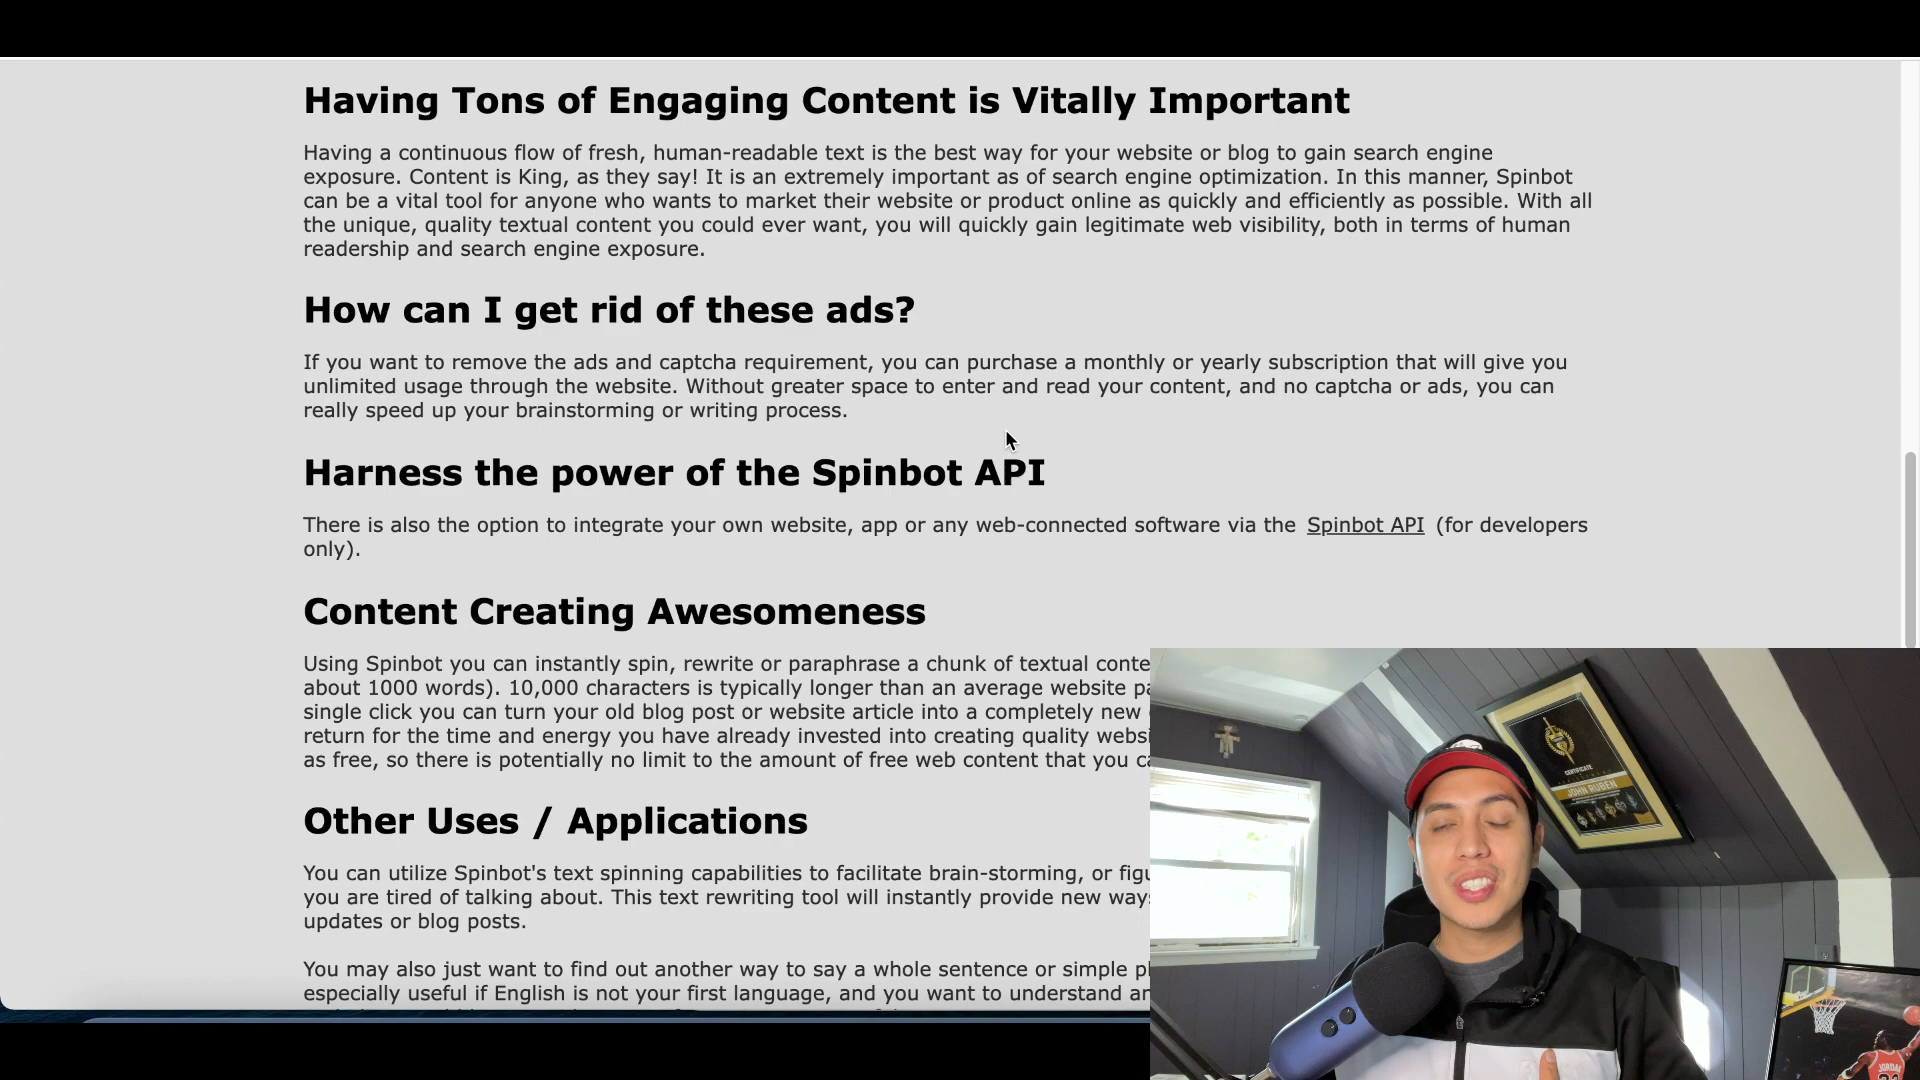 Having Tons of Engaging Content is Vitally Important
Having a continuous flow of fresh, human-readable text is the best way for your website or blog to gain search engine
exposure. Content is King, as they say! It is an extremely important as of search engine optimization. In this manner, Spinbot
can be a vital tool for anyone who wants to market their website or product online as quickly and efficiently as possible. With all
the unique, quality textual content you could ever want, you will quickly gain legitimate web visibility, both in terms of human
readership and search engine exposure.
How can I get rid of these ads?
If you want to remove the ads and captcha requirement, you can purchase a monthly or yearly subscription that will give you
unlimited usage through the website. Without greater space to enter and read your content, and no captcha or ads, you can
really speed up your brainstorming or writing process.
Harness the power of the Spinbot API
There is also the option to integrate your own website, app or any web-connected software via the Spinbot API (for developers
only).
Content Creating Awesomeness
Using Spinbot you can instantly spin, rewrite or paraphrase a chunk of textual conte
about 1000 words). 10,000 characters is typically longer than an average website pa
single click you can turn your old blog post or website article into a completely new
return for the time and energy you have already invested into creating quality websi
as free, so there is potentially no limit to the amount of free web content that you ca
Other Uses / Applications
You can utilize Spinbot's text spinning capabilities to facilitate brain-storming, or figu
you are tired of talking about. This text rewriting tool will instantly provide new ways
updates or blog posts.
You may also just want to find out another way to say a whole sentence or simple p
especially useful if English is not your first language, and you want to understand an
CERTIFICATE
JOHN RUBEN
JORDAN